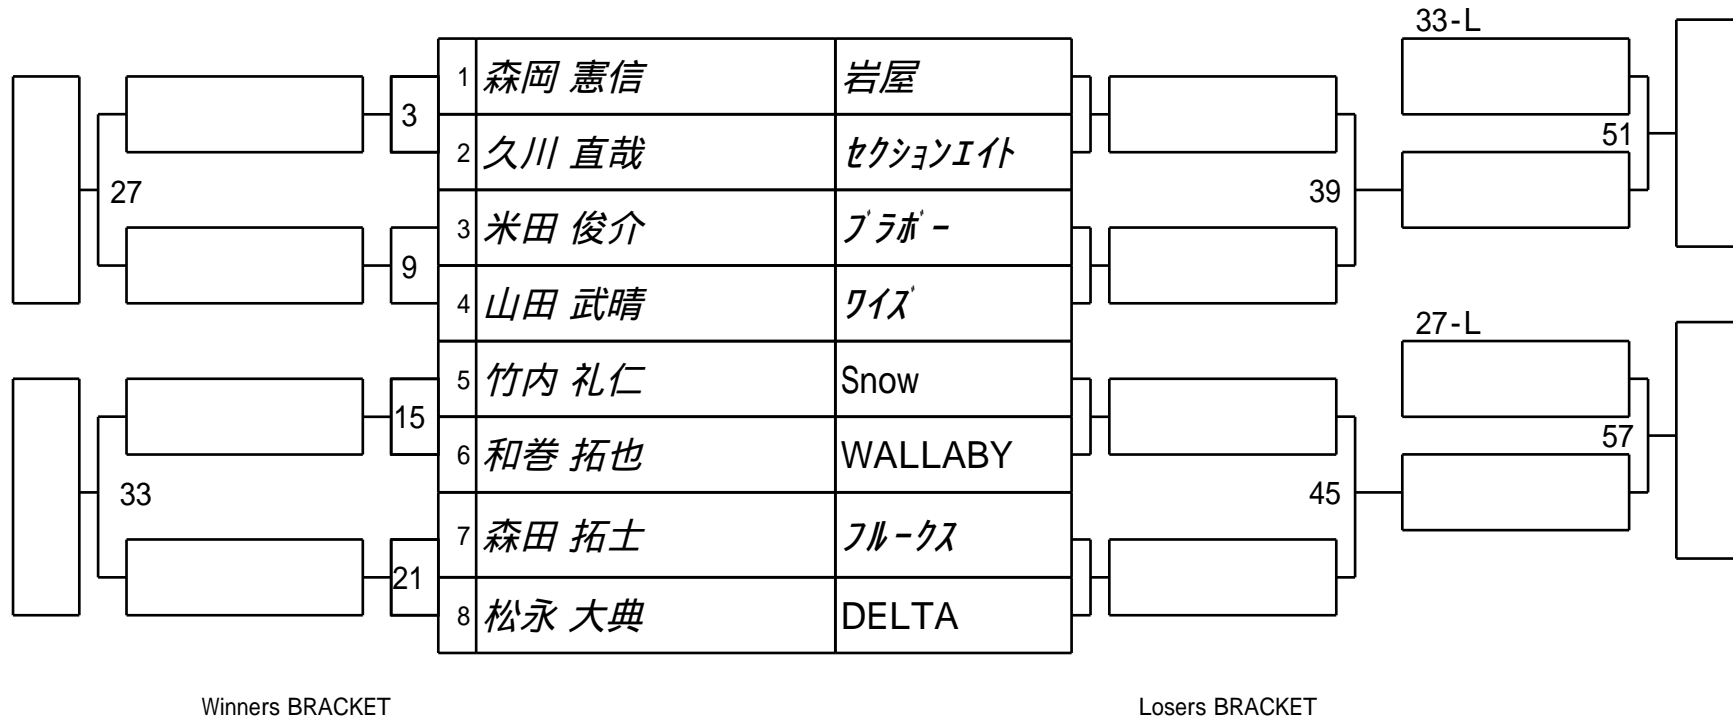 33-L
1 森岡 憲信 岩屋
3
2 久川 直哉 ｾｸｼｮﾝｴｲﾄ
51
27
39
3 米田 俊介 ﾌﾞﾗﾎﾞｰ
9
4 山田 武晴 ﾜｲｽﾞ
27-L
5 竹内 礼仁 Snow
15
6 和巻 拓也 WALLABY
57
33
45
7 森田 拓士 ﾌﾙｰｸｽ
21
8 松永 大典 DELTA
Winners BRACKET
Losers BRACKET